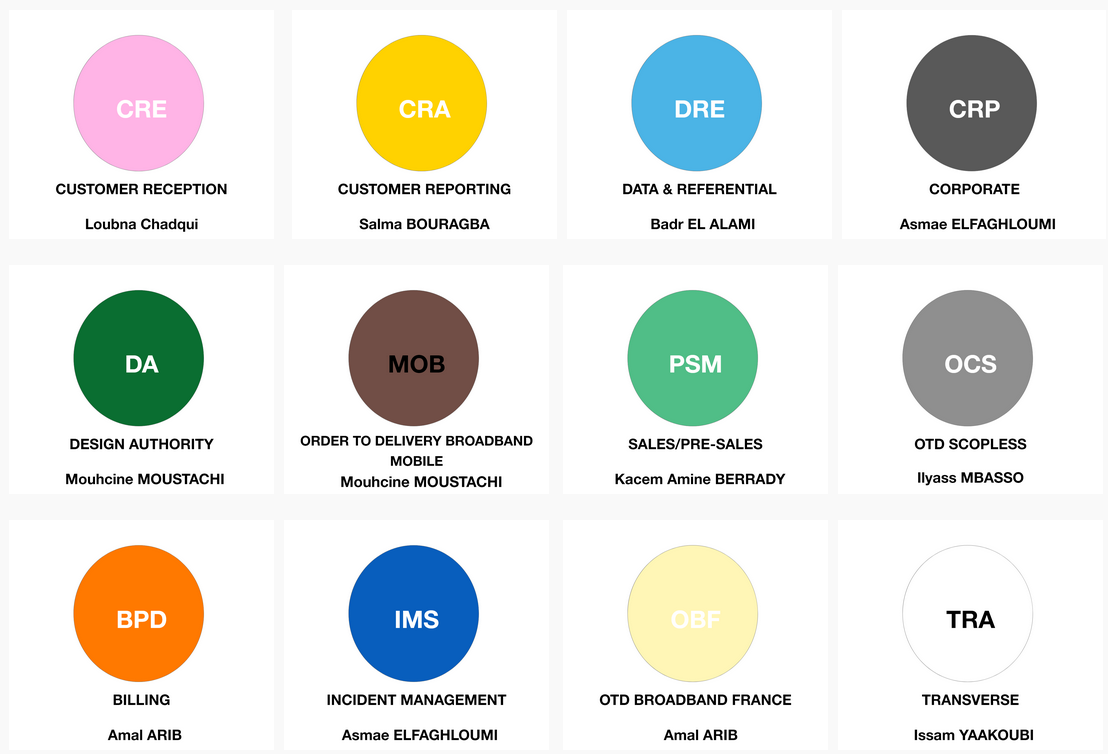 CRE
CUSTOMER RECEPTION
Loubna Chadqui
CRA
CUSTOMER REPORTING
Salma BOURAGBA
DRE
DATA & REFERENTIAL
Badr EL ALAMI
CRP
CORPORATE
Asmae ELFAGHLOUMI
DA
DESIGN AUTHORITY
Mouhcine MOUSTACHI
MOB
ORDER TO DELIVERY BROADBAND
MOBILE
Mouhcine MOUSTACHI
PSM
SALES/PRE-SALES
Kacem Amine BERRADY
OCS
OTD SCOPLESS
Ilyass MBASSO
BPD
BILLING
Amal ARIB
IMS
INCIDENT MANAGEMENT
Asmae ELFAGHLOUMI
OBF
OTD BROADBAND FRANCE
Amal ARIB
TRA
TRANSVERSE
Issam YAAKOUBI